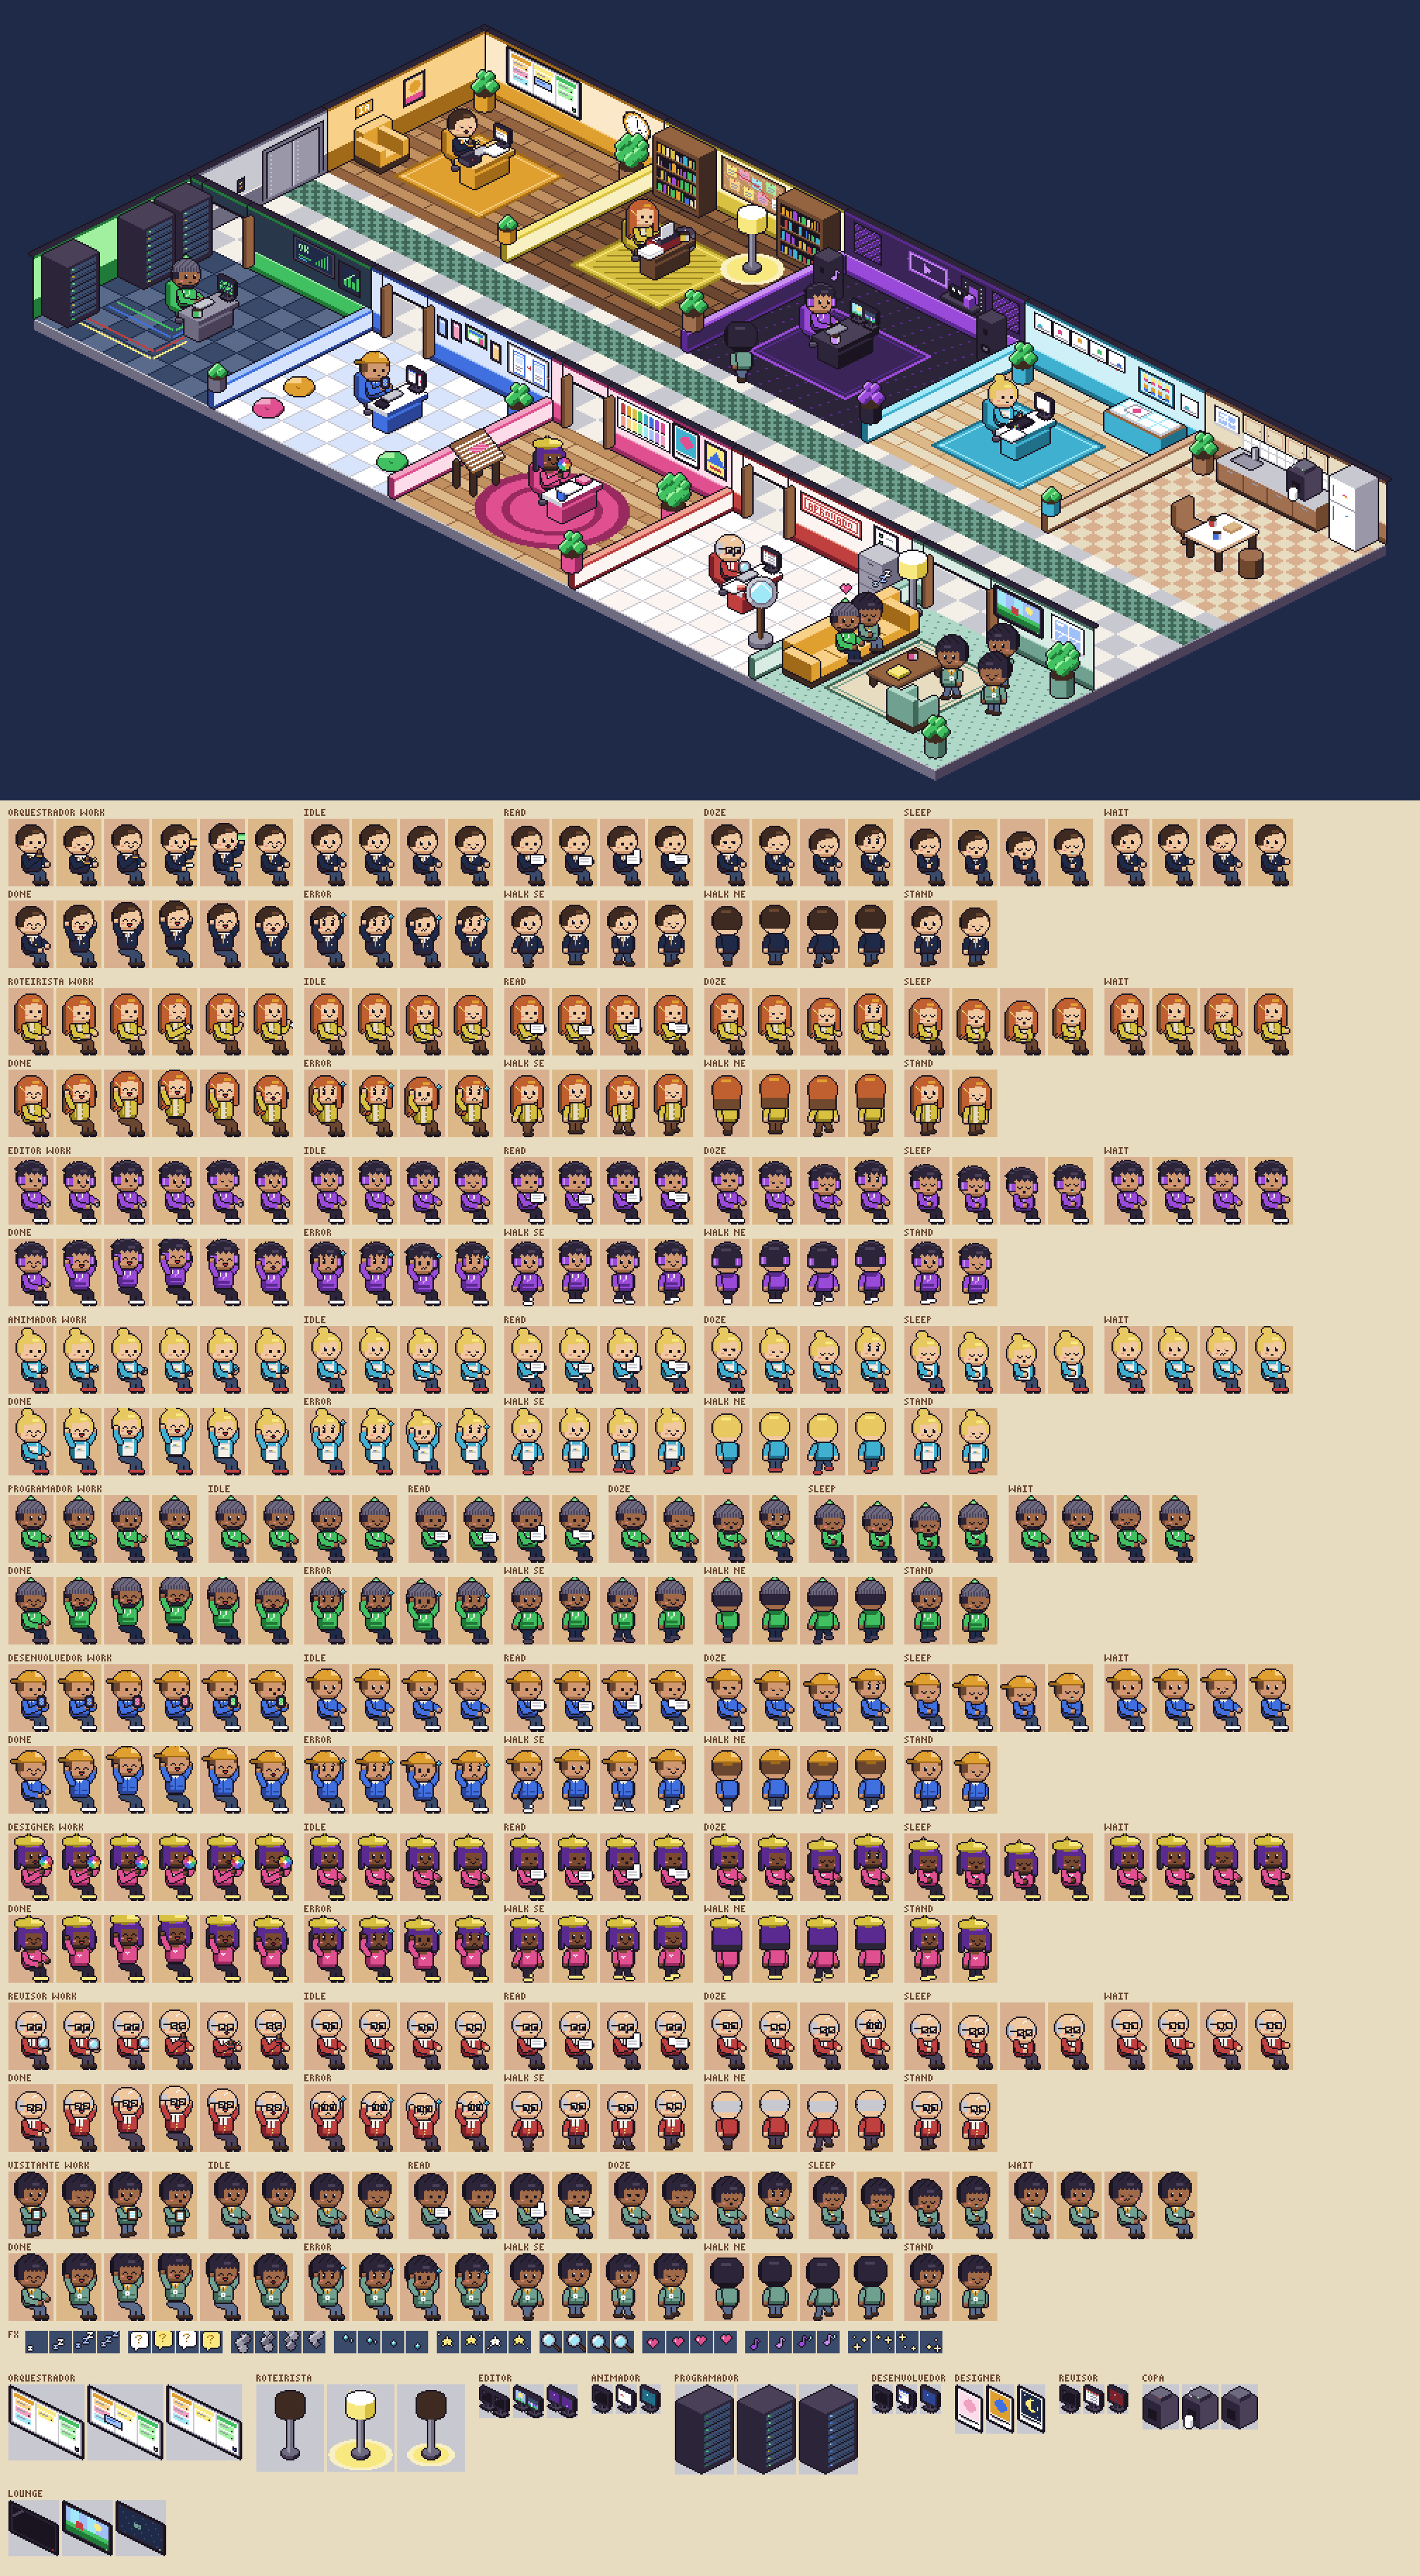 OK
APROVADO
ORQUESTRADOR WORK IDLE READ DOZE SLEEP WAIT
DONE ERROR WALK SE WALK NE STAND
ROTEIRISTA WORK IDLE READ DOZE SLEEP WAIT
DONE ERROR WALK SE WALK NE STAND
EDITOR WORK IDLE READ DOZE SLEEP WAIT
DONE ERROR WALK SE WALK NE STAND
ANIMADOR WORK IDLE READ DOZE SLEEP WAIT
DONE ERROR WALK SE WALK NE STAND
PROGRAMADOR WORK IDLE READ DOZE SLEEP WAIT
DONE ERROR WALK SE WALK NE STAND
DESENVOLVEDOR WORK IDLE READ DOZE SLEEP WAIT
DONE ERROR WALK SE WALK NE STAND
DESIGNER WORK IDLE READ DOZE SLEEP WAIT
DONE ERROR WALK SE WALK NE STAND
REVISOR WORK IDLE READ DOZE SLEEP WAIT
DONE ERROR WALK SE WALK NE STAND
VISITANTE WORK IDLE READ DOZE SLEEP WAIT
DONE ERROR WALK SE WALK NE STAND
FX z zz zzz zzz ? ? ? ?
ORQUESTRADOR ROTEIRISTA EDITOR ANIMADOR PROGRAMADOR DESENVOLVEDOR DESIGNER REVISOR COPA
LOUNGE